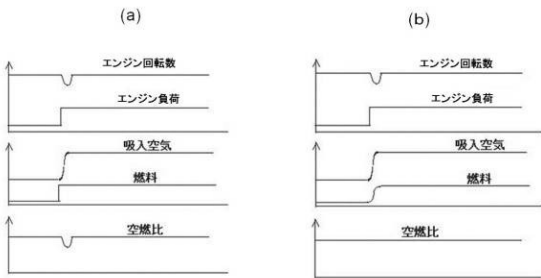 (a)
エンジン回転数
エンジン負荷
吸入空気
燃料
空燃比
(b)
エンジン回転数
エンジン負荷
吸入空気
燃料
空燃比